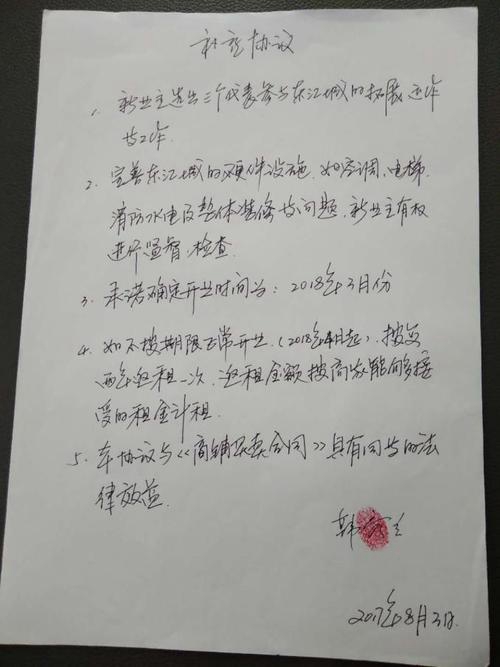 补充协议
1. 新业主选出三个代表参与东江城的拓展运作
与工作.
2. 完善东江城的硬件设施.如空调、电梯.
消防水电及整体装修与问题.新业主有权
进行监督.检查.
3. 承诺确定开业时间为：2018年3月份
4. 如不按期限正常开业.(2018年4月起).按
两年返租一次.返租金额按商家能够接
受的租金计租.
5. 本协议与《商铺买卖合同》具有同等的法
律效益.
韩
2017年8月3日.